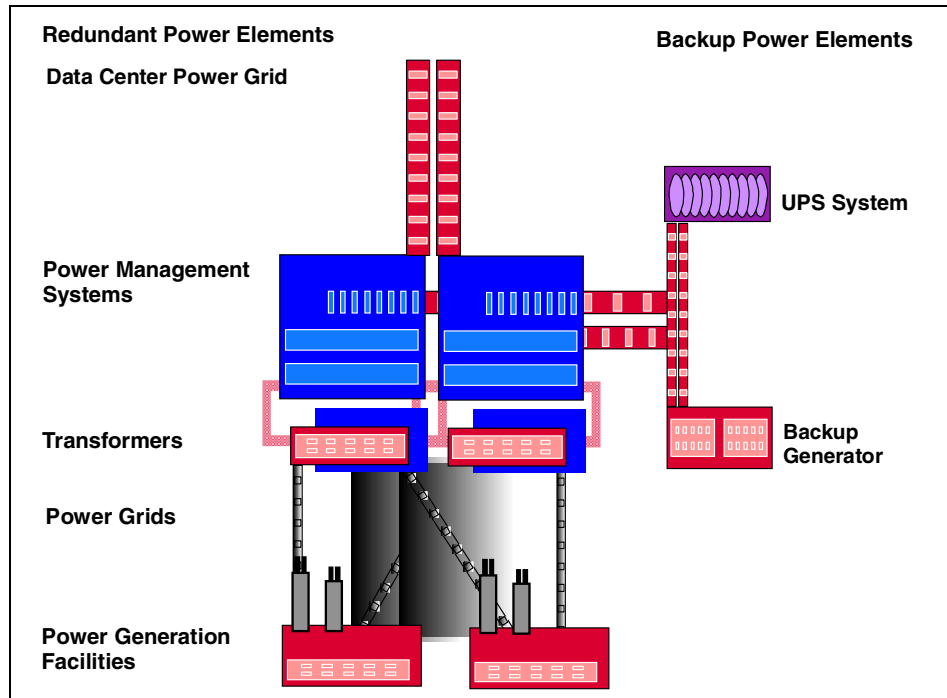 Redundant Power Elements
Backup Power Elements
Data Center Power Grid
UPS System
Power Management
Systems
Transformers
Backup
Generator
Power Grids
Power Generation
Facilities